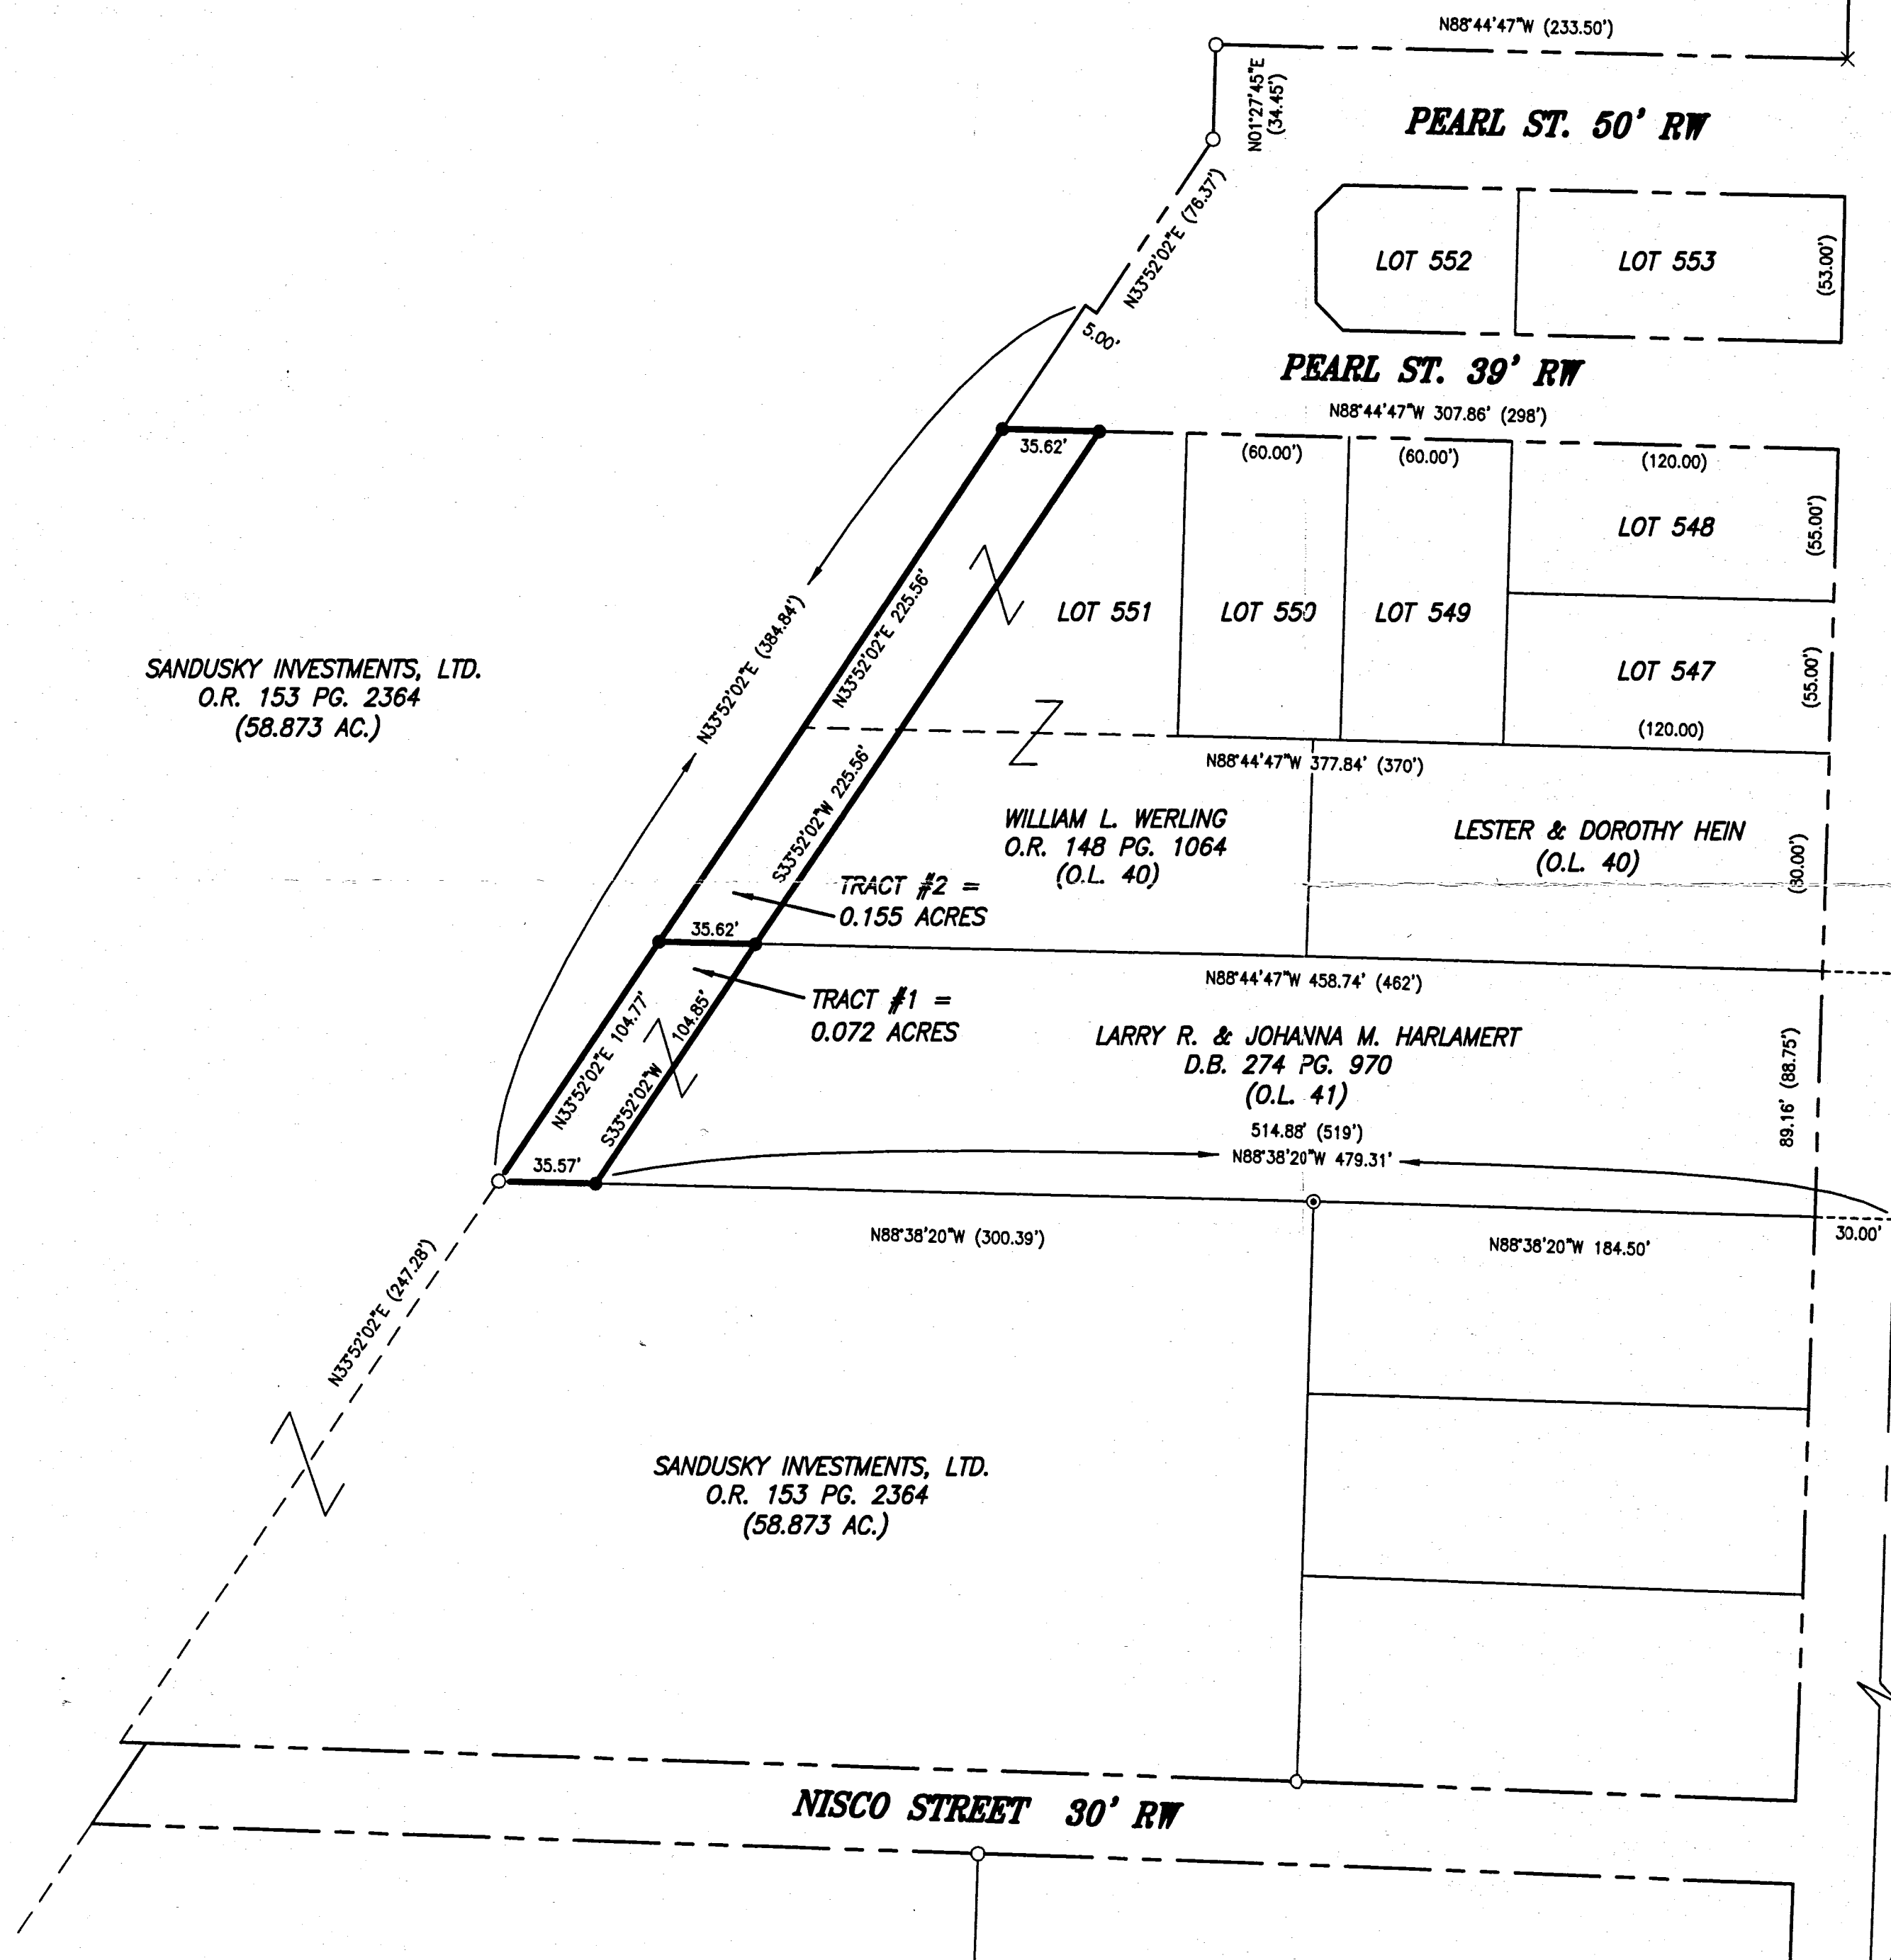 N88°44'47"W (233.50')
N01°27'45"E
(34.45')
PEARL ST. 50' RW
N33°52'02"E (76.37')
LOT 552
LOT 553
(53.00')
5.00'
PEARL ST. 39' RW
N88°44'47"W 307.86' (298')
35.62'
(60.00')
(60.00')
(120.00)
LOT 548
(55.00')
N33°52'02"E (384.84')
N33°52'02"E 225.56'
LOT 551
LOT 550
LOT 549
SANDUSKY INVESTMENTS, LTD.
O.R. 153 PG. 2364
(58.873 AC.)
LOT 547
(55.00')
(120.00)
N88°44'47"W 377.84' (370')
S33°52'02"W 225.56'
WILLIAM L. WERLING
O.R. 148 PG. 1064
(O.L. 40)
LESTER & DOROTHY HEIN
(O.L. 40)
(80.00')
TRACT #2 =
0.155 ACRES
35.62'
N88°44'47"W 458.74' (462')
TRACT #1 =
0.072 ACRES
N33°52'02"E 104.77'
S33°52'02"W 104.85'
LARRY R. & JOHANNA M. HARLAMERT
D.B. 274 PG. 970
(O.L. 41)
89.16' (88.75')
514.88' (519')
N88°38'20"W 479.31'
35.57'
N88°38'20"W (300.39')
N88°38'20"W 184.50'
30.00'
N33°52'02"E (247.28')
SANDUSKY INVESTMENTS, LTD.
O.R. 153 PG. 2364
(58.873 AC.)
NISCO STREET 30' RW